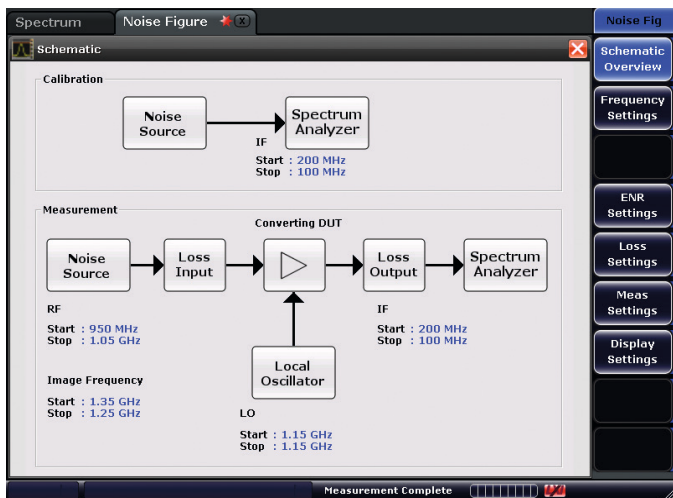 Spectrum
Noise Figure
x
Noise Fig
Schematic
Calibration
Noise
Source
Spectrum
Analyzer
IF
Start : 200 MHz
Stop : 100 MHz
Measurement
Converting DUT
Noise
Source
Loss
Input
Loss
Output
Spectrum
Analyzer
RF
Start : 950 MHz
Stop : 1.05 GHz
IF
Start : 200 MHz
Stop : 100 MHz
Image Frequency
Start : 1.35 GHz
Stop : 1.25 GHz
Local
Oscillator
LO
Start : 1.15 GHz
Stop : 1.15 GHz
Schematic
Overview
Frequency
Settings
ENR
Settings
Loss
Settings
Meas
Settings
Display
Settings
Measurement Complete